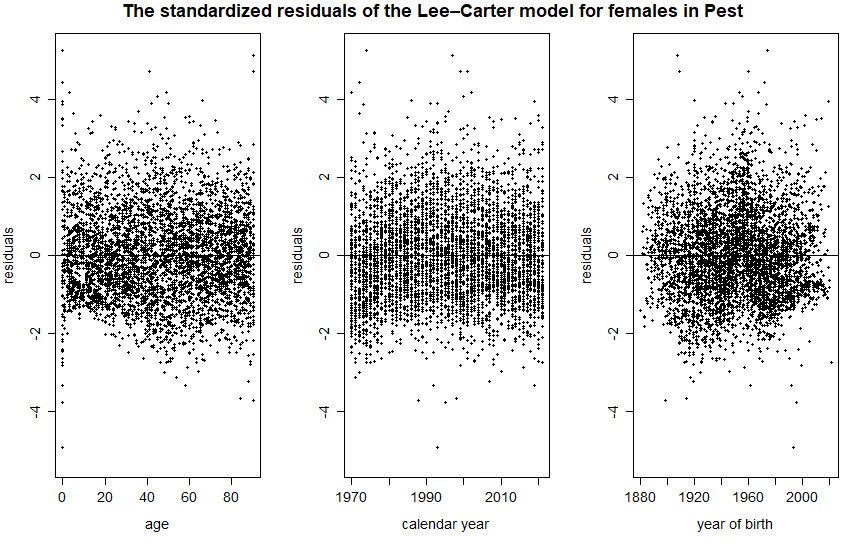 The standardized residuals of the Lee–Carter model for females in Pest
residuals
4
2
0
-2
-4
0 20 40 60 80
age
residuals
4
2
0
-2
-4
1970 1990 2010
calendar year
residuals
4
2
0
-2
-4
1880 1920 1960 2000
year of birth